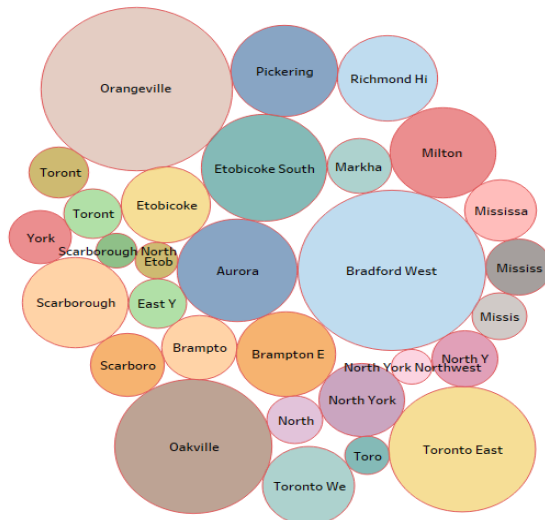 Pickering
Richmond Hi
Orangeville
Milton
Etobicoke South
Markha
Toront
Etobicoke
Mississa
Toront
York
Scarborough North
Etob
Aurora
Bradford West
Mississ
Scarborough
East Y
Missis
Brampto
Brampton E
North Y
Scarboro
North York Northwest
North York
North
Oakville
Toronto East
Toro
Toronto We